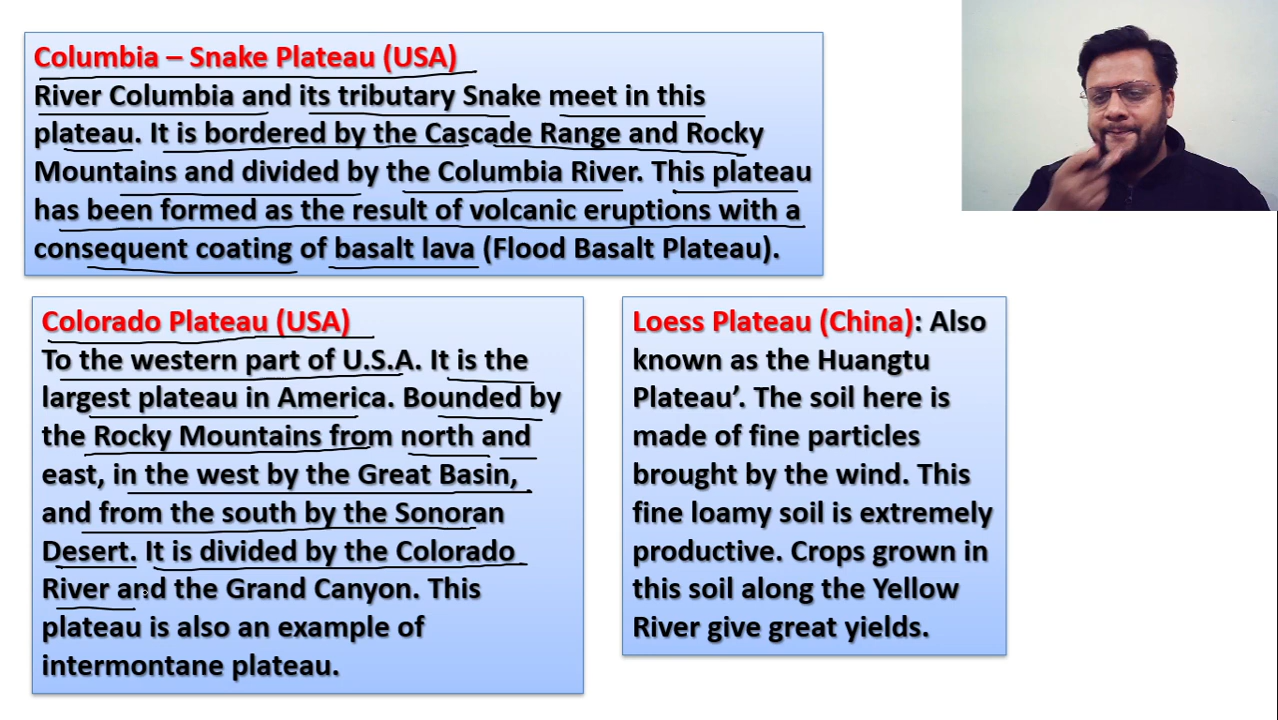 Columbia – Snake Plateau (USA)
River Columbia and its tributary Snake meet in this
plateau. It is bordered by the Cascade Range and Rocky
Mountains and divided by the Columbia River. This plateau
has been formed as the result of volcanic eruptions with a
consequent coating of basalt lava (Flood Basalt Plateau).
Colorado Plateau (USA)
To the western part of U.S.A. It is the
largest plateau in America. Bounded by
the Rocky Mountains from north and
east, in the west by the Great Basin,
and from the south by the Sonoran
Desert. It is divided by the Colorado
River and the Grand Canyon. This
plateau is also an example of
intermontane plateau.
Loess Plateau (China): Also
known as the Huangtu
Plateau’. The soil here is
made of fine particles
brought by the wind. This
fine loamy soil is extremely
productive. Crops grown in
this soil along the Yellow
River give great yields.